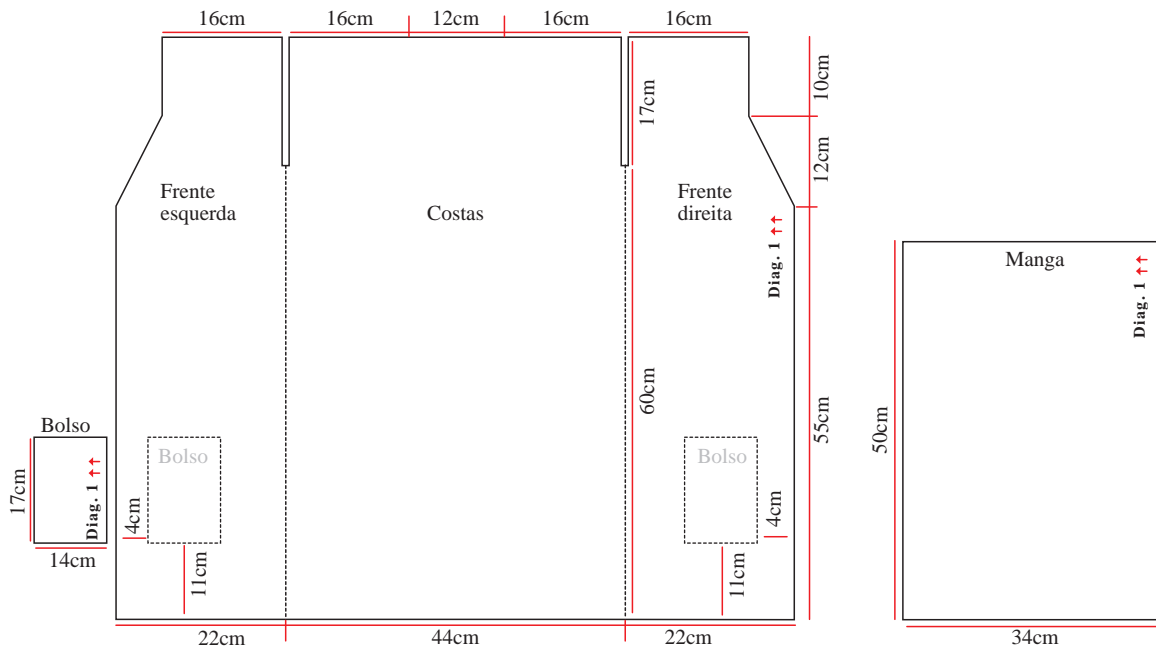 16cm
16cm
12cm
16cm
16cm
10cm
17cm
12cm
Frente
esquerda
Costas
Frente
direita
Diag. 1
Manga
Diag. 1
60cm
55cm
50cm
Bolso
Bolso
Bolso
17cm
Diag. 1
4cm
4cm
14cm
11cm
11cm
22cm
44cm
22cm
34cm